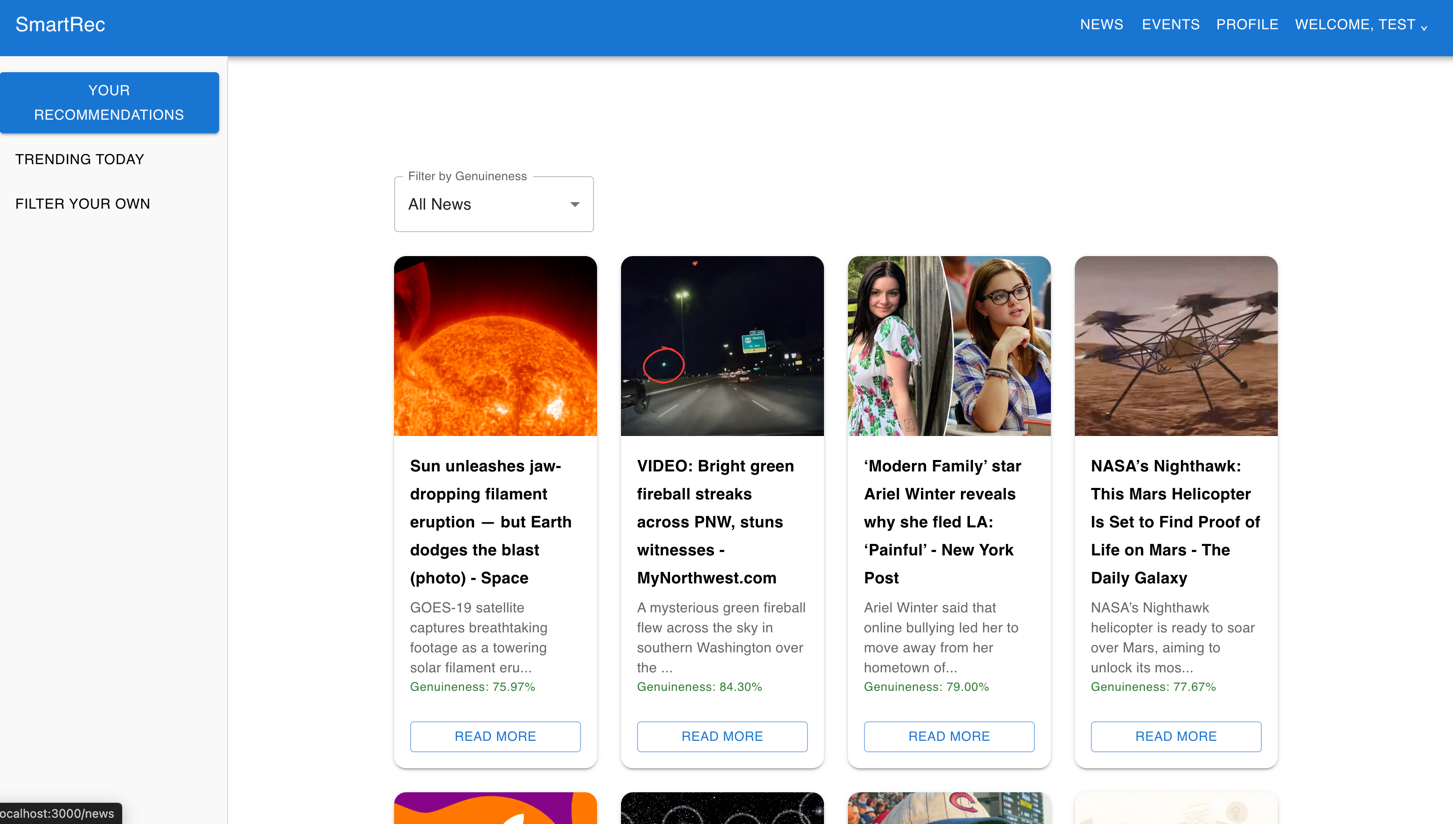 SmartRec
NEWS
EVENTS
PROFILE
WELCOME, TEST
YOUR
RECOMMENDATIONS
TRENDING TODAY
FILTER YOUR OWN
Filter by Genuineness
All News
Sun unleashes jaw-
dropping filament
eruption — but Earth
dodges the blast
(photo) - Space
GOES-19 satellite
captures breathtaking
footage as a towering
solar filament eru...
Genuineness: 75.97%
READ MORE
VIDEO: Bright green
fireball streaks
across PNW, stuns
witnesses -
MyNorthwest.com
A mysterious green fireball
flew across the sky in
southern Washington over
the ...
Genuineness: 84.30%
READ MORE
‘Modern Family’ star
Ariel Winter reveals
why she fled LA:
‘Painful’ - New York
Post
Ariel Winter said that
online bullying led her to
move away from her
hometown of...
Genuineness: 79.00%
READ MORE
NASA’s Nighthawk:
This Mars Helicopter
Is Set to Find Proof of
Life on Mars - The
Daily Galaxy
NASA’s Nighthawk
helicopter is ready to soar
over Mars, aiming to
unlock its mos...
Genuineness: 77.67%
READ MORE
ocalhost:3000/news